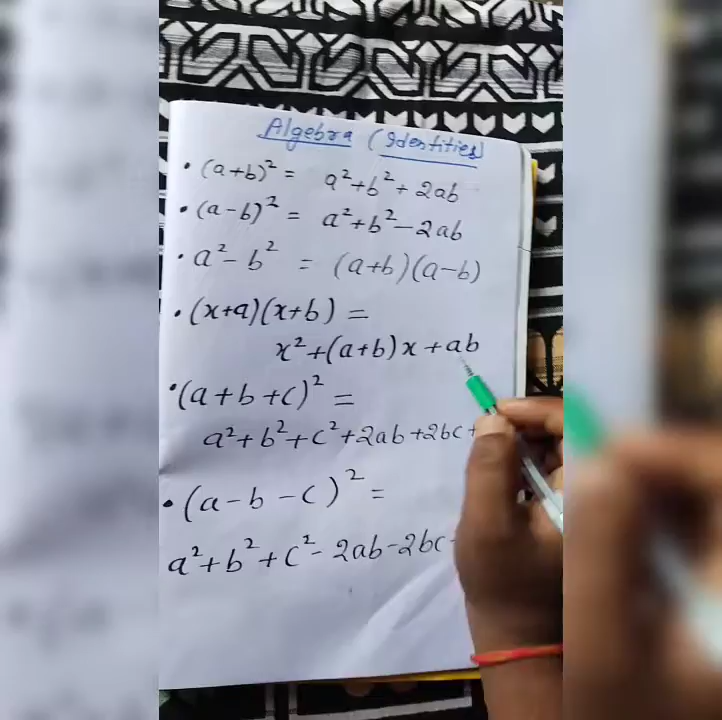 Algebra (Identities)
• (a+b)² = a²+b²+2ab
• (a-b)² = a²+b²-2ab
• a²-b² = (a+b)(a-b)
• (x+a)(x+b) =
x²+(a+b)x+ab
• (a+b+c)² =
a²+b²+c²+2ab+2bc+
• (a-b-c)² =
a²+b²+c²-2ab-2bc-